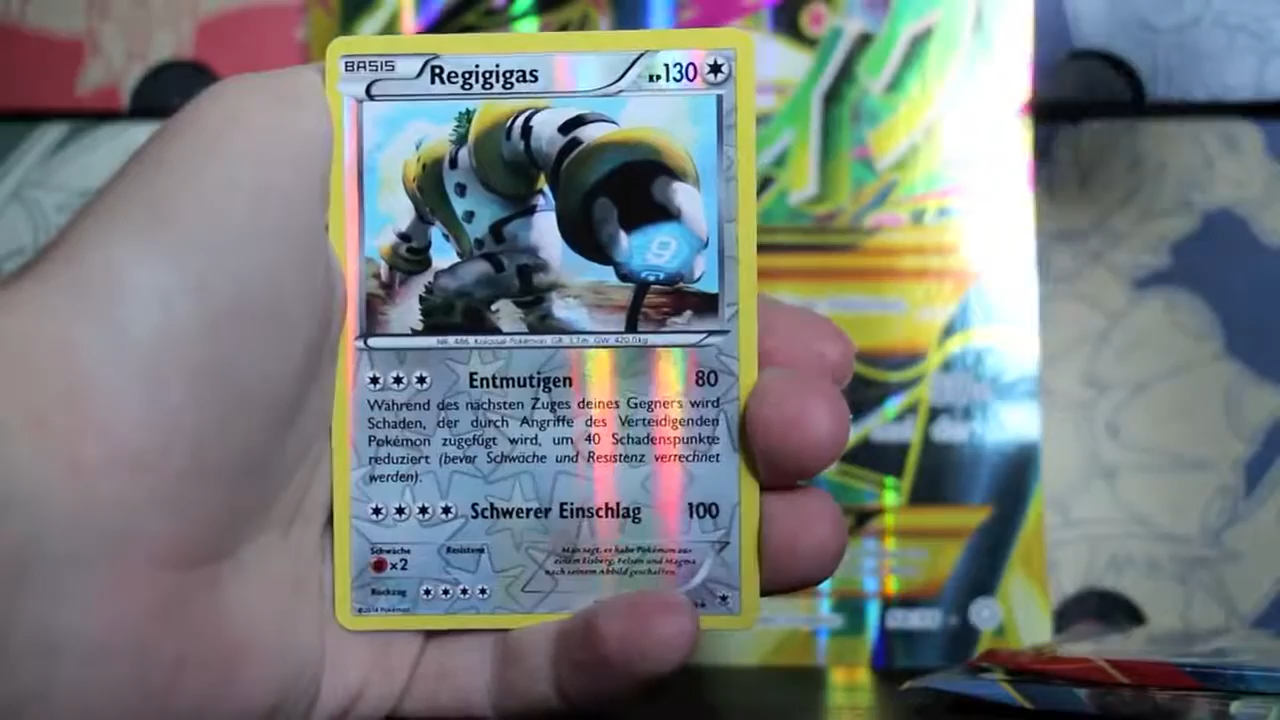 BASIS
Regigigas KP130
9
NR. 486 Kolossal-Pokémon GR: 3,7m GW: 420,0kg
Entmutigen 80
Während des nächsten Zuges deines Gegners wird
Schaden, der durch Angriffe des Verteidigenden
Pokémon zugefügt wird, um 40 Schadenspunkte
reduziert (bevor Schwäche und Resistenz verrechnet
werden).
Schwerer Einschlag 100
Schwäche Resistenz
×2
Man sagt, es habe Pokémon aus
einem Eisberg, Felsen und Magma
nach seinem Abbild geschaffen.
Rückzug
©2014 Pokémon